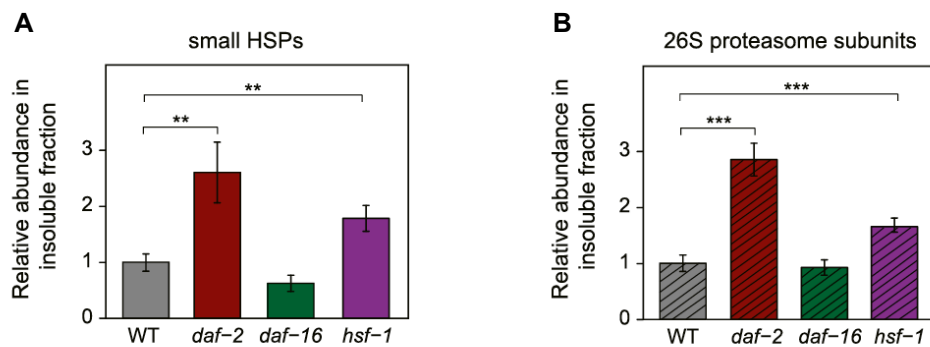 A
small HSPs
Relative abundance in
insoluble fraction
3
2
1
0
**
**
WT
daf−2
daf−16
hsf−1
B
26S proteasome subunits
Relative abundance in
insoluble fraction
3
2
1
0
***
***
WT
daf−2
daf−16
hsf−1